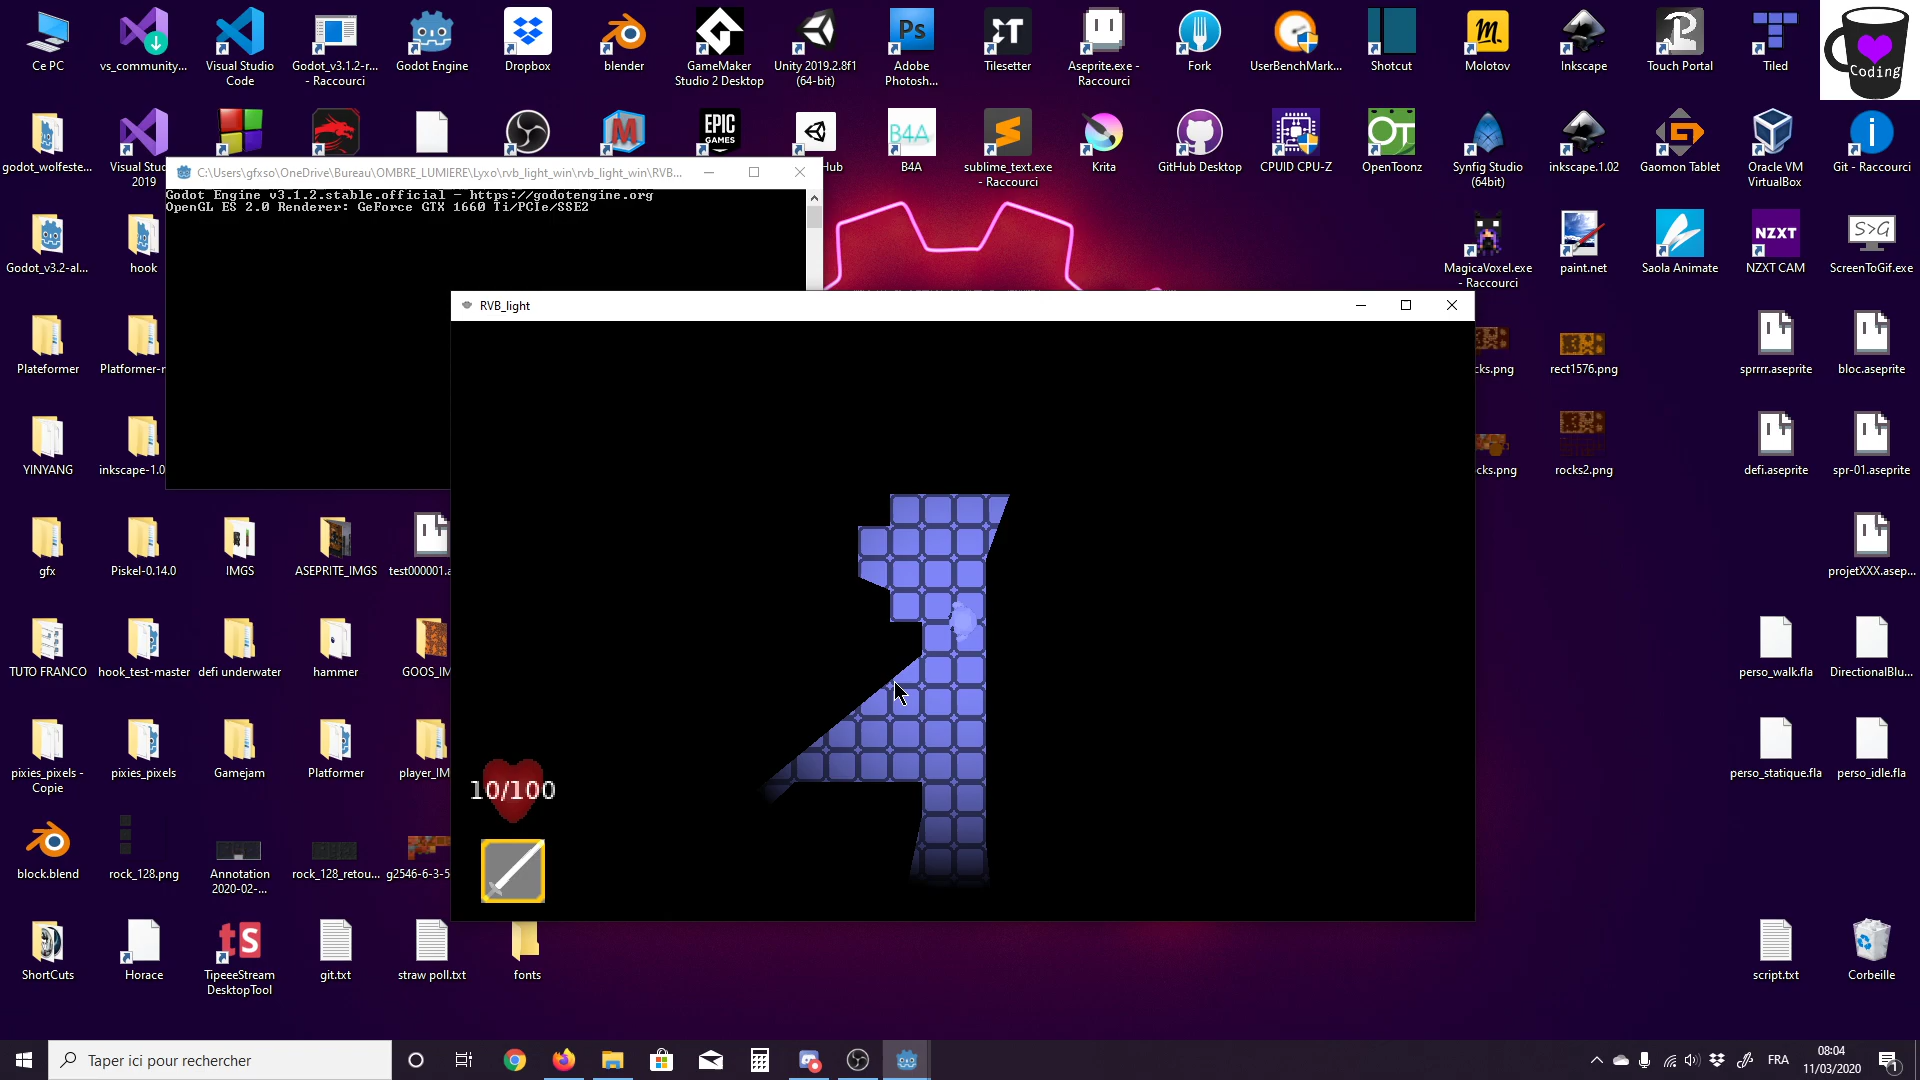 Ce PC
vs_community...
Visual Studio
Code
Godot_v3.1.2-r...
- Raccourci
Godot Engine
Dropbox
blender
GameMaker
Studio 2 Desktop
Unity 2019.2.8f1
(64-bit)
Adobe
Photosh...
Tilesetter
Aseprite.exe -
Raccourci
Fork
UserBenchMark...
Shotcut
Molotov
Inkscape
Touch Portal
Tiled
Coding
godot_wolfeste...
Visual Stu
2019
EPIC
GAMES
Hub
B4A
B4A
sublime_text.exe
- Raccourci
Krita
GitHub Desktop
CPUID CPU-Z
OpenToonz
Synfig Studio
(64bit)
inkscape.1.02
Gaomon Tablet
Oracle VM
VirtualBox
Git - Raccourci
C:\Users\gfxso\OneDrive\Bureau\OMBRE_LUMIERE\Lyxo\rvb_light_win\rvb_light_win\RVB...
Godot Engine v3.1.2.stable.official - https://godotengine.org
OpenGL ES 2.0 Renderer: GeForce GTX 1660 Ti/PCIe/SSE2
Godot_v3.2-al...
hook
MagicaVoxel.exe
- Raccourci
paint.net
Saola Animate
NZXT
NZXT CAM
S>G
ScreenToGif.exe
RVB_light
Plateformer
Platformer-r
cks.png
rect1576.png
sprrrr.aseprite
bloc.aseprite
YINYANG
inkscape-1.0
cks.png
rocks2.png
defi.aseprite
spr-01.aseprite
gfx
Piskel-0.14.0
IMGS
ASEPRITE_IMGS
test000001.a
projetXXX.asep...
TUTO FRANCO
hook_test-master
defi underwater
hammer
GOOS_IM
perso_walk.fla
DirectionalBlu...
pixies_pixels -
Copie
pixies_pixels
Gamejam
Platformer
player_IM
perso_statique.fla
perso_idle.fla
10/100
block.blend
rock_128.png
Annotation
2020-02-...
rock_128_retou...
g2546-6-3-5
ShortCuts
Horace
TipeeeStream
DesktopTool
git.txt
straw poll.txt
fonts
script.txt
Corbeille
Taper ici pour rechercher
FRA
08:04
11/03/2020
1